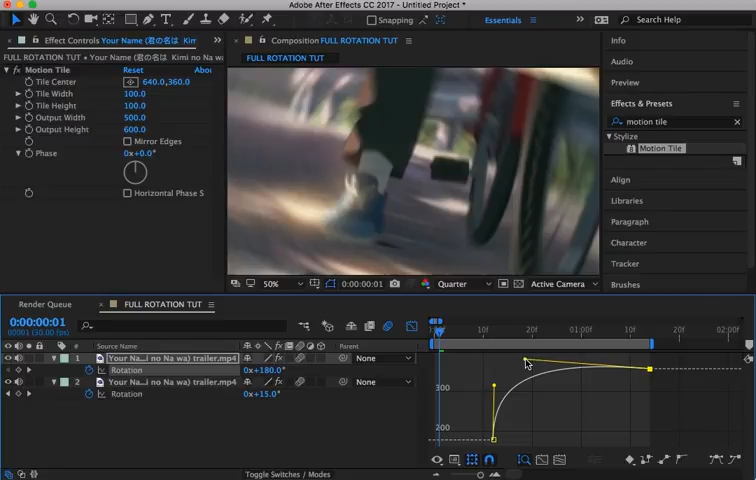 Adobe After Effects CC 2017 - Untitled Project *
Snapping
Essentials
Search Help
Effect Controls Your Name (君の名は Kimi
Composition FULL ROTATION TUT
Info
FULL ROTATION TUT • Your Name (君の名は Kimi no Na wa)
FULL ROTATION TUT
Motion Tile Reset Abou
Audio
Tile Center 640.0,360.0
Preview
Tile Width 100.0
Tile Height 100.0
Effects & Presets
Output Width 500.0
motion tile
Output Height 600.0
Stylize
Mirror Edges
Motion Tile
Phase 0x+0.0°
Align
Horizontal Phase S
Libraries
Paragraph
Character
Tracker
50%
0:00:00:01
Quarter
Active Camera
Brushes
Render Queue
FULL ROTATION TUT
0:00:00:01
00001 (30.00 fps)
10f 20f 01:00f 10f 20f 02:00f
# Source Name
Parent
1 Your Na...i no Na wa) trailer.mp4 None
Rotation 0x+180.0°
2 Your Na...i no Na wa) trailer.mp4 None
Rotation 0x+15.0°
300
200
Toggle Switches / Modes